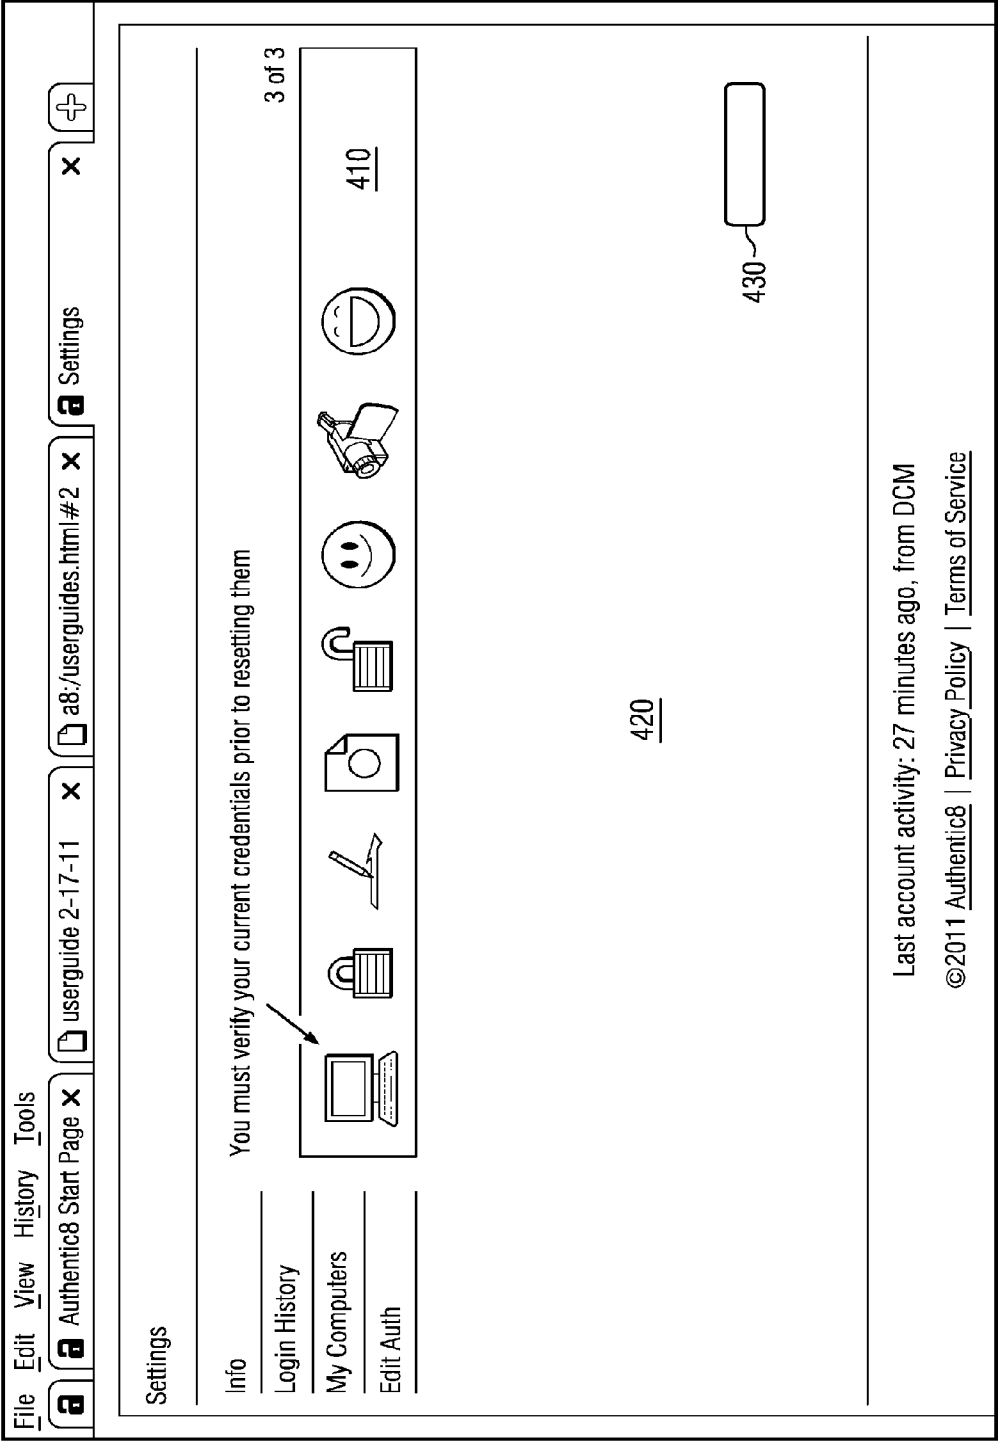 File Edit View History Tools
a
a Authentic8 Start Page X
userguide 2-17-11 X
a8:/userguides.html#2 X
a Settings X
Settings
Info
Login History
My Computers
Edit Auth
You must verify your current credentials prior to resetting them
3 of 3
410
420
430
Last account activity: 27 minutes ago, from DCM
©2011 Authentic8 | Privacy Policy | Terms of Service